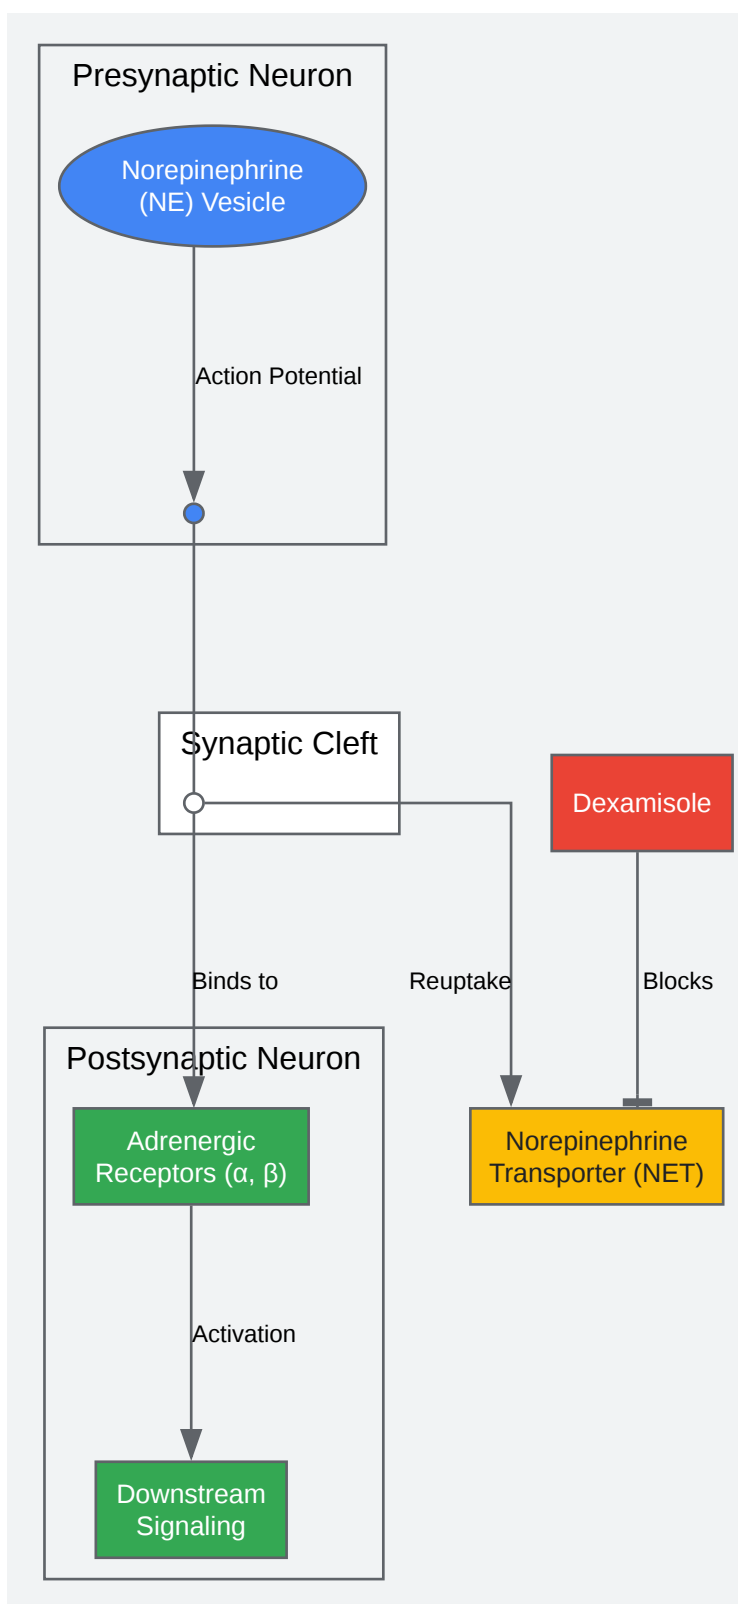 Presynaptic Neuron
Norepinephrine
(NE) Vesicle
Action Potential
Synaptic Cleft
Dexamisole
Binds to
Reuptake
Blocks
Postsynaptic Neuron
Adrenergic
Receptors (α, β)
Norepinephrine
Transporter (NET)
Activation
Downstream
Signaling